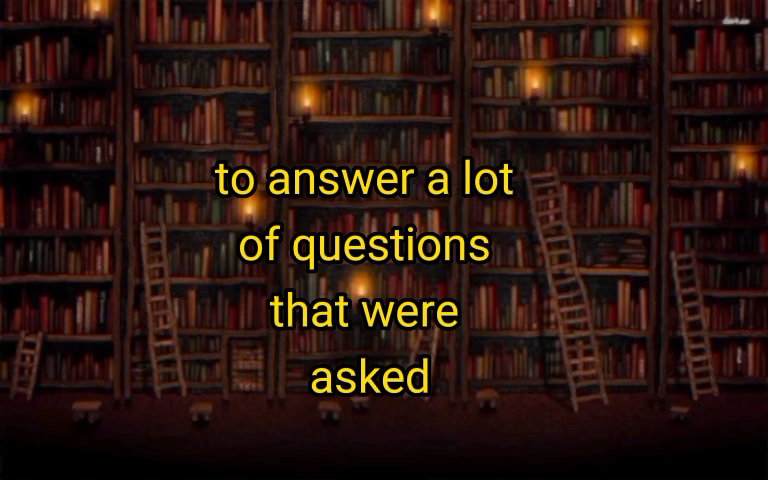 to answer a lot
of questions
that were
asked